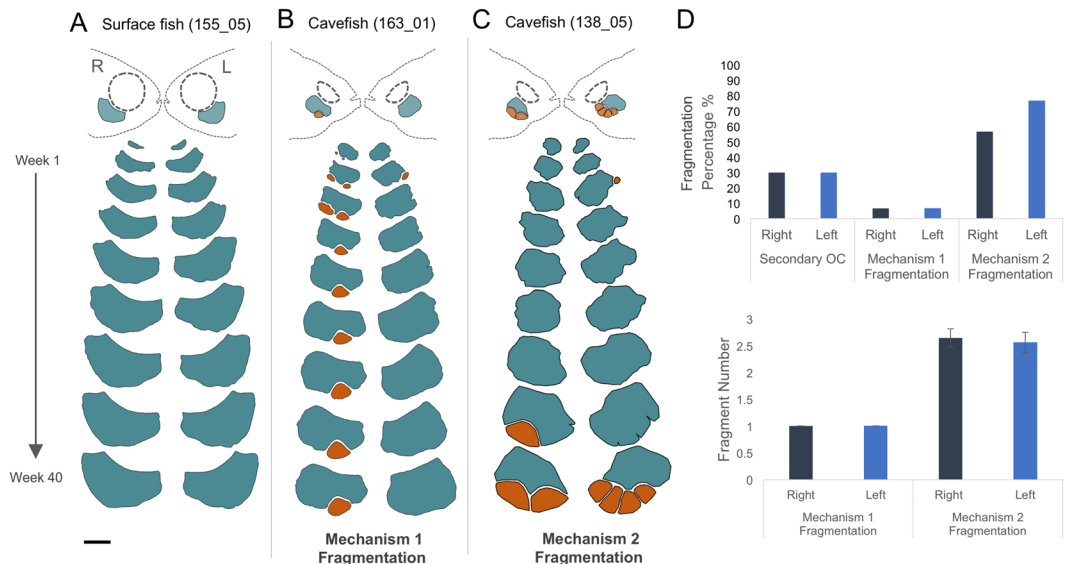 A
Surface fish (155_05)
R
L
Week 1
Week 40
B
Cavefish (163_01)
Mechanism 1
Fragmentation
C
Cavefish (138_05)
Mechanism 2
Fragmentation
D
Fragmentation
Percentage %
100
90
80
70
60
50
40
30
20
10
0
Right Left Right Left Right Left
Secondary OC Mechanism 1 Mechanism 2
Fragmentation Fragmentation
Fragment Number
3
2.5
2
1.5
1
0.5
0
Right Left Right Left
Mechanism 1 Mechanism 2
Fragmentation Fragmentation